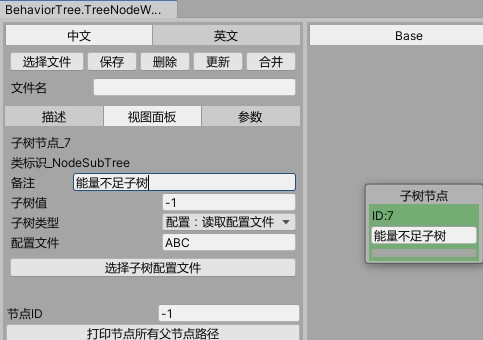 BehaviorTree.TreeNodeW...
中文 英文 Base
选择文件 保存 删除 更新 合并
文件名
描述 视图面板 参数
子树节点_7
类标识_NodeSubTree
备注 能量不足子树
子树值 -1
子树类型 配置：读取配置文件
配置文件 ABC
选择子树配置文件
节点ID -1
打印节点所有父节点路径
子树节点
ID:7
能量不足子树